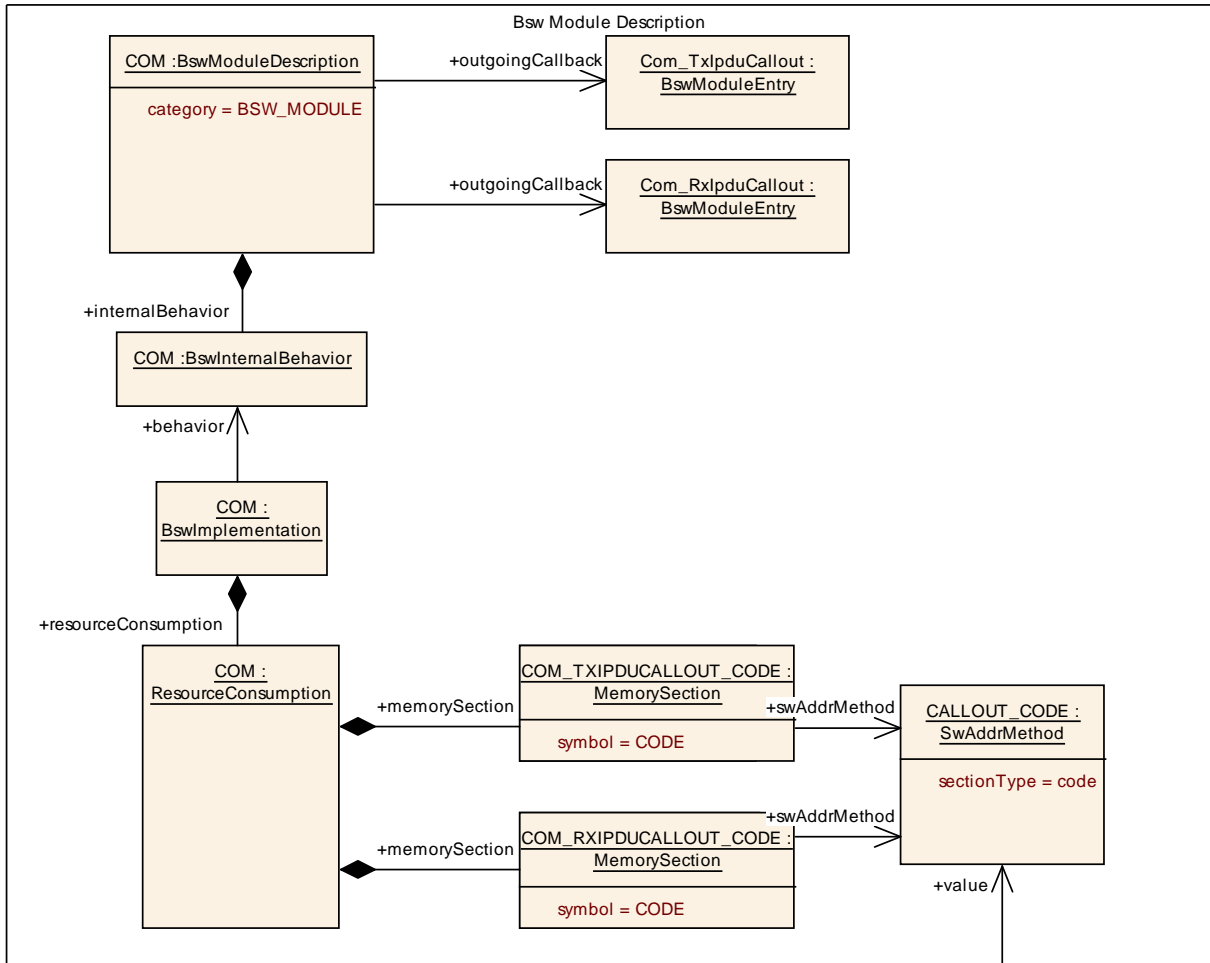 Bsw Module Description
COM :BswModuleDescription
category = BSW_MODULE
+outgoingCallback
Com_TxIpduCallout :
BswModuleEntry
+outgoingCallback
Com_RxIpduCallout :
BswModuleEntry
+internalBehavior
COM :BswInternalBehavior
+behavior
COM :
BswImplementation
+resourceConsumption
COM :
ResourceConsumption
+memorySection
COM_TXIPDUCALLOUT_CODE :
MemorySection
symbol = CODE
+swAddrMethod
CALLOUT_CODE :
SwAddrMethod
sectionType = code
+memorySection
COM_RXIPDUCALLOUT_CODE :
MemorySection
symbol = CODE
+swAddrMethod
+value